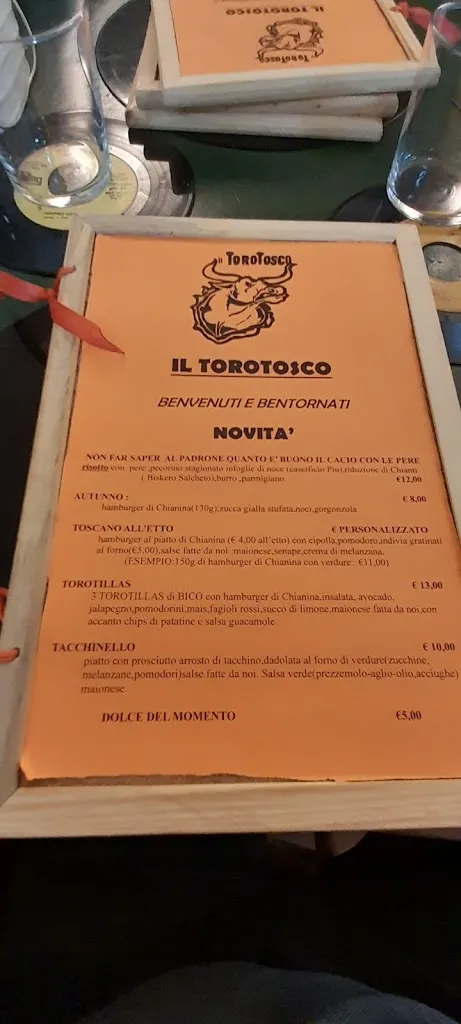 IL TOROTOSCO
TOROTOSCO
il TOROTOSCO
IL TOROTOSCO
BENVENUTI E BENTORNATI
NOVITA'
NON FAR SAPER AL PADRONE QUANTO E' BUONO IL CACIO CON LE PERE
risotto con pere ,pecorino stagionato infoglie di noce (caseificio Piu),riduzione di Chianti
( Biskero Salcheto),burro ,parmigiano. €12,00
AUTUNNO : € 8,00
hamburger di Chianina(130g),zucca gialla stufata,noci,gorgonzola
TOSCANO ALL'ETTO € PERSONALIZZATO
hamburger al piatto di Chianina (€ 4,00 all'etto) con cipolla,pomodoro,indivia gratinati
al forno(€5,00),salse fatte da noi :maionese,senape,crema di melanzana.
(ESEMPIO:150g di hamburger di Chianina con verdure: €11,00)
TOROTILLAS € 13,00
3 TOROTILLAS di BICO con hamburger di Chianina,insalata, avocado,
jalapegno,pomodorini,mais,fagioli rossi,succo di limone,maionese fatta da noi,con
accanto chips di patatine e salsa guacamole.
TACCHINELLO € 10,00
piatto con prosciutto arrosto di tacchino,dadolata al forno di verdure(zucchine,
melanzane,pomodori)salse fatte da noi. Salsa verde(prezzemolo-aglio-olio,acciughe)
maionese.
DOLCE DEL MOMENTO €5,00